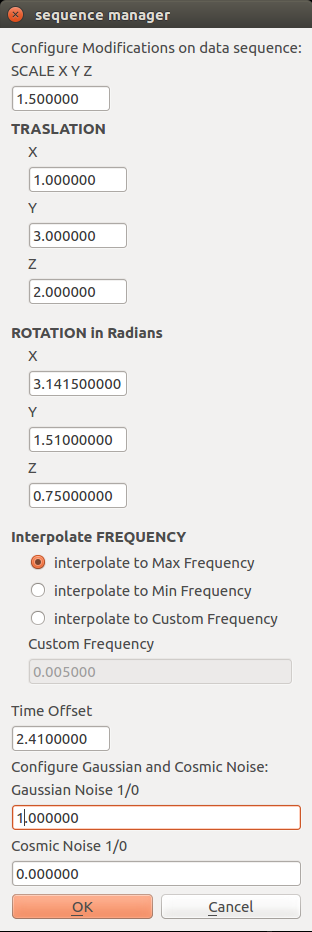 sequence manager
Configure Modifications on data sequence:
SCALE X Y Z
1.500000
TRASLATION
X
1.000000
Y
3.000000
Z
2.000000
ROTATION in Radians
X
3.141500000
Y
1.51000000
Z
0.75000000
Interpolate FREQUENCY
interpolate to Max Frequency
interpolate to Min Frequency
interpolate to Custom Frequency
Custom Frequency
0.005000
Time Offset
2.4100000
Configure Gaussian and Cosmic Noise:
Gaussian Noise 1/0
1.000000
Cosmic Noise 1/0
0.000000
OK Cancel